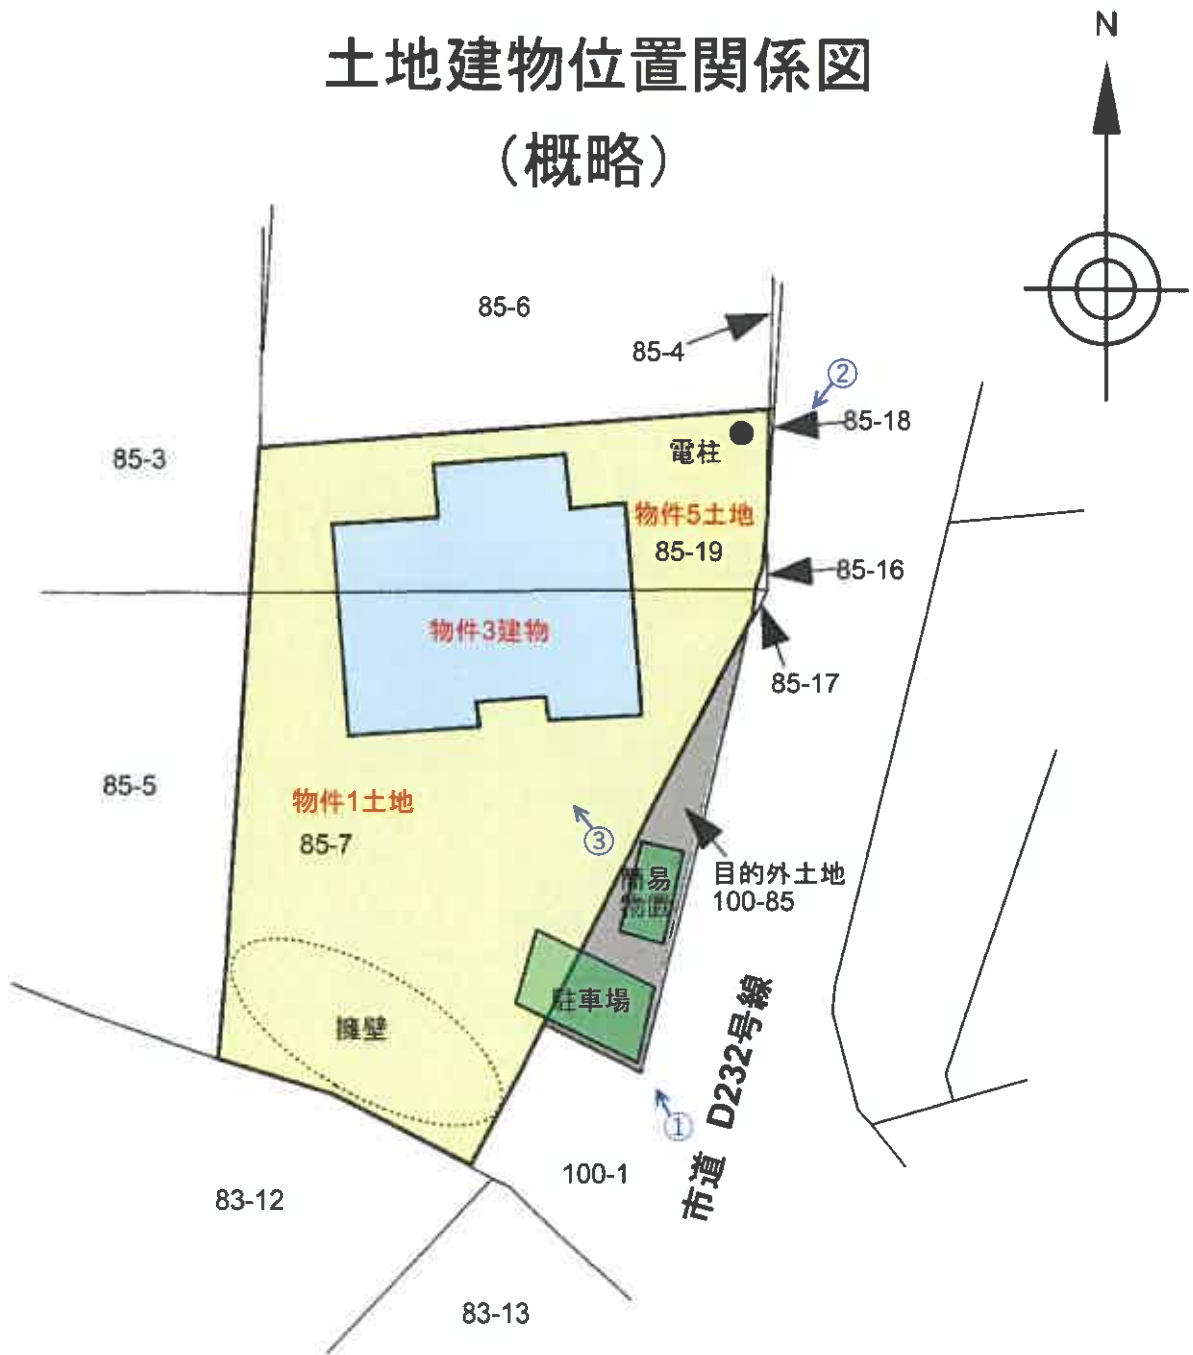 土地建物位置関係図
（概略）
N
85-6
85-4
②
85-18
85-3
電柱
物件5土地
85-19
85-16
物件3建物
85-17
85-5
物件1土地
85-7
③
目的外土地
100-85
簡易
物置
駐車場
擁壁
市道 D232号線
①
100-1
83-12
83-13